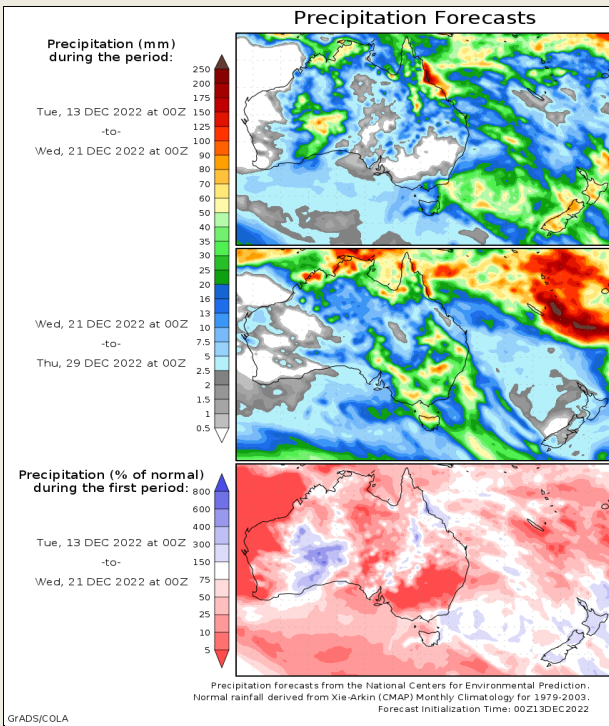 Precipitation Forecasts
Precipitation (mm)
during the period:
Tue, 13 DEC 2022 at 00Z
-to-
Wed, 21 DEC 2022 at 00Z
250
200
175
150
125
100
90
80
70
60
50
40
35
30
25
20
16
13
10
7.5
5
2.5
2
1.5
1
0.5
Wed, 21 DEC 2022 at 00Z
-to-
Thu, 29 DEC 2022 at 00Z
Precipitation (% of normal)
during the first period:
Tue, 13 DEC 2022 at 00Z
-to-
Wed, 21 DEC 2022 at 00Z
800
600
400
300
150
75
50
25
10
5
Precipitation forecasts from the National Centers for Environmental Prediction.
Normal rainfall derived from Xie-Arkin (CMAP) Monthly Climatology for 1979-2003.
Forecast Initialization Time: 00Z13DEC2022
GrADS/COLA